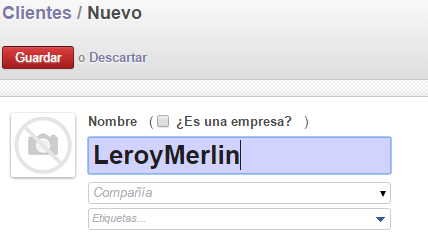 Clientes / Nuevo
Guardar o Descartar
Nombre ( ¿Es una empresa? )
LeroyMerlin
Compañía
Etiquetas...